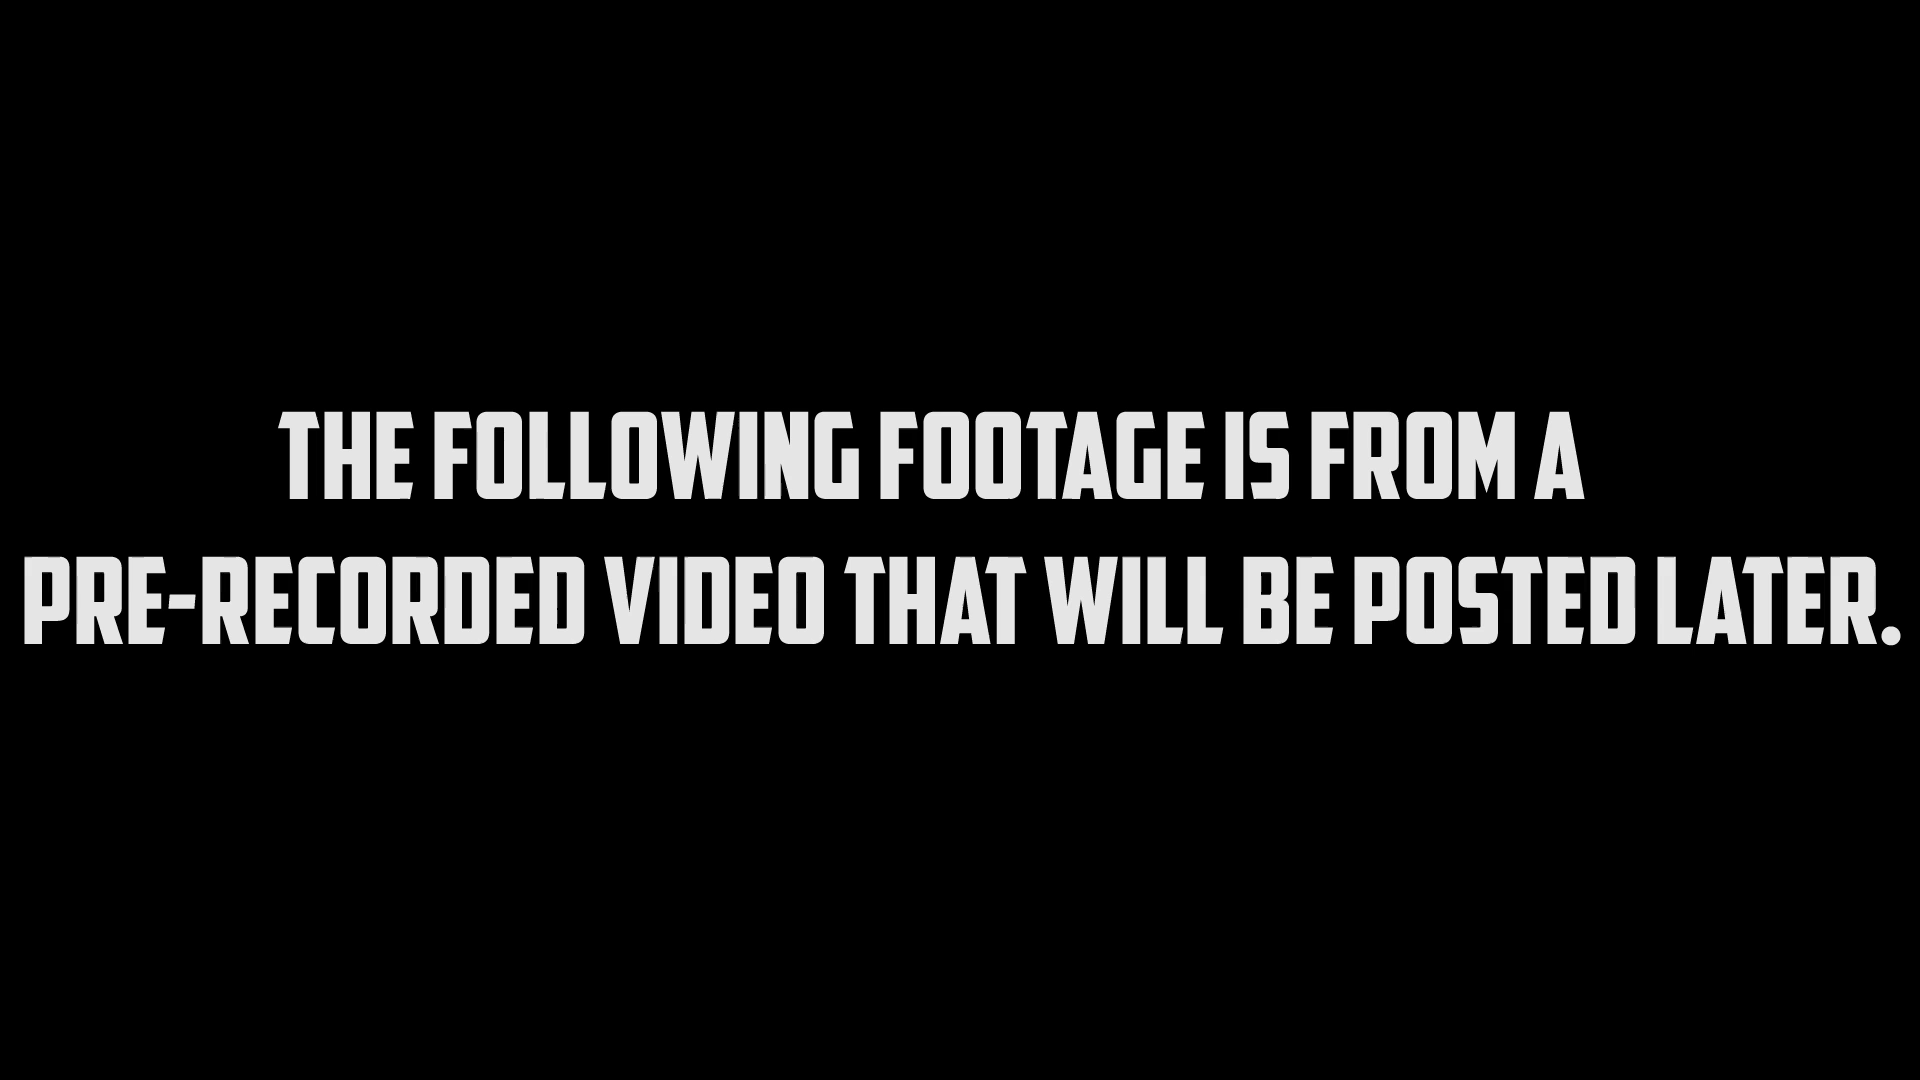 THE FOLLOWING FOOTAGE IS FROM A
PRE-RECORDED VIDEO THAT WILL BE POSTED LATER.